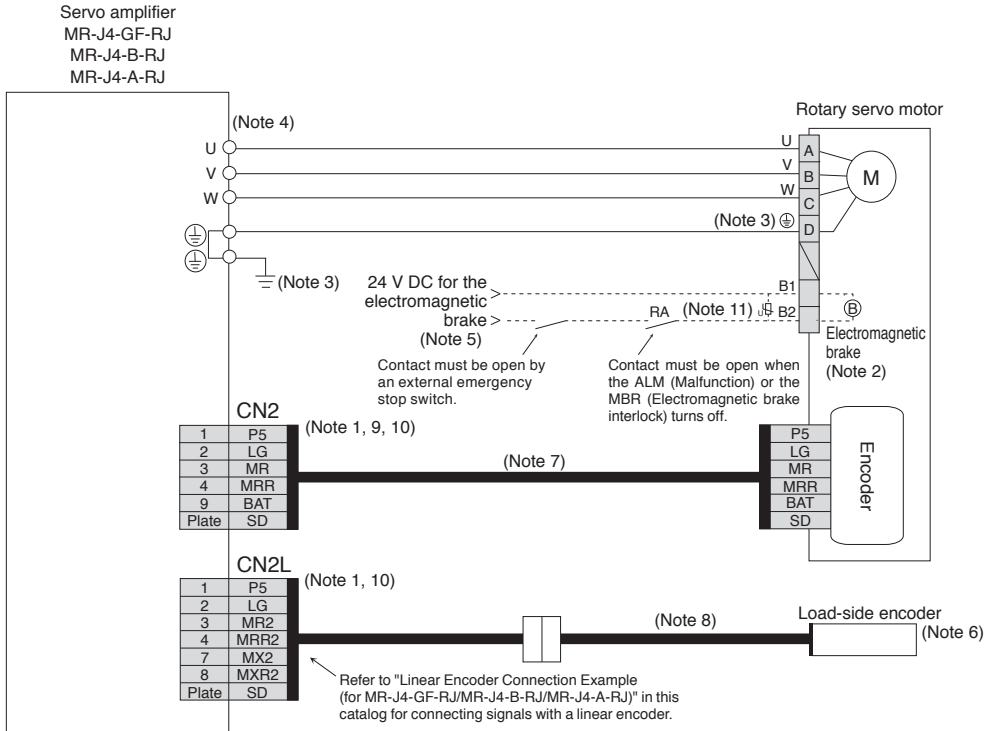 Servo amplifier
MR-J4-GF-RJ
MR-J4-B-RJ
MR-J4-A-RJ
Rotary servo motor
(Note 4)
U
U
A
V
V
B
M
W
W
C
(Note 3)
D
(Note 3)
24 V DC for the
electromagnetic
brake
(Note 5)
B1
RA
(Note 11)
U
B2
B
Electromagnetic
brake
(Note 2)
Contact must be open by
an external emergency
stop switch.
Contact must be open when
the ALM (Malfunction) or the
MBR (Electromagnetic brake
interlock) turns off.
CN2
(Note 1, 9, 10)
1 P5
2 LG
3 MR
4 MRR
9 BAT
Plate SD
(Note 7)
P5
LG
MR
MRR
BAT
SD
Encoder
CN2L
(Note 1, 10)
1 P5
2 LG
3 MR2
4 MRR2
7 MX2
8 MXR2
Plate SD
(Note 8)
Load-side encoder
(Note 6)
Refer to "Linear Encoder Connection Example
(for MR-J4-GF-RJ/MR-J4-B-RJ/MR-J4-A-RJ)" in this
catalog for connecting signals with a linear encoder.